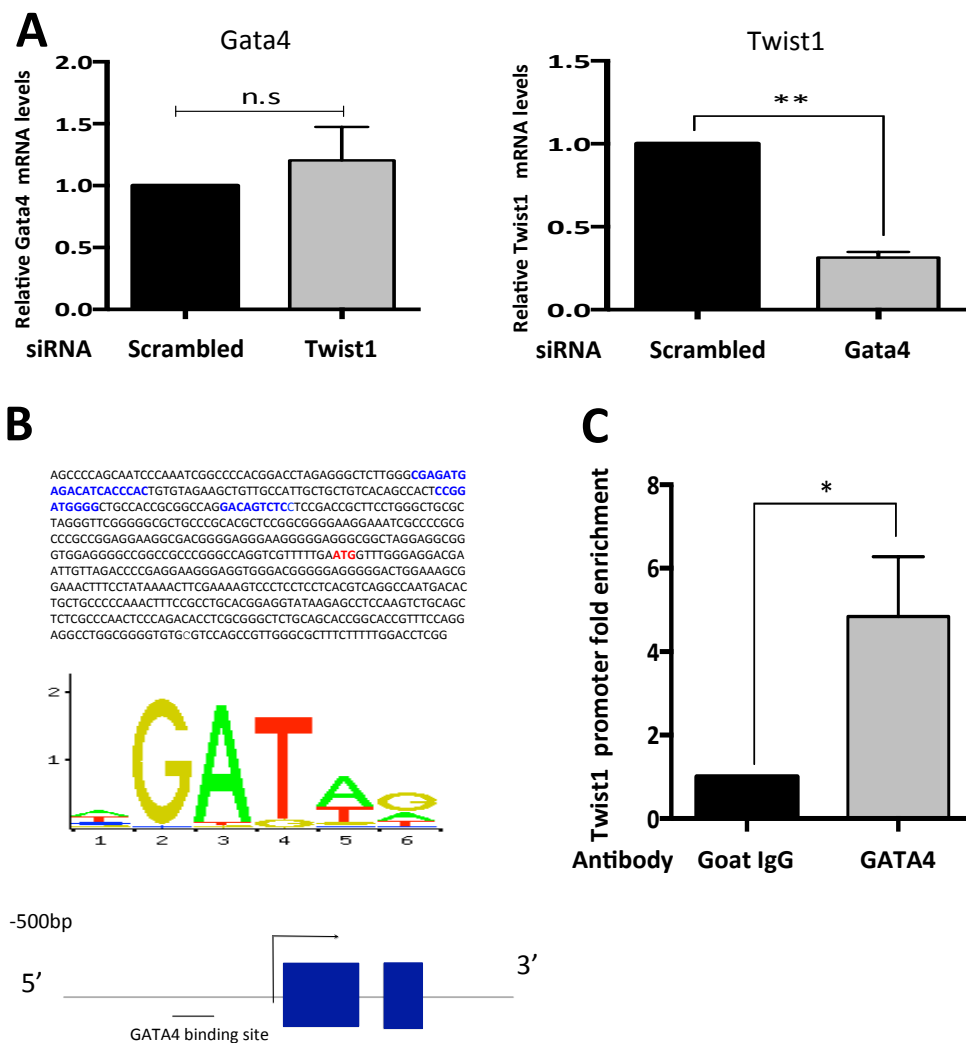 A
Gata4
Relative Gata4 mRNA levels
2.0
1.5
1.0
0.5
0.0
n.s
siRNA Scrambled Twist1
Twist1
Relative Twist1 mRNA levels
1.5
1.0
0.5
0.0
**
siRNA Scrambled Gata4
B
AGCCCCAGCAATCCCAAATCGGCCCCACGGACCTAGAGGGCTCTTGGGCGAGATG
AGACATCACCCACTGTGTAGAAGCTGTTGCCATTGCTGCTGTCACAGCCACTCCGG
ATGGGGCTGCCACCGCGGCCAGGACAGTCTCCTCCGACCGCTTCCTGGGCTGCGC
TAGGGTTCGGGGGCGCTGCCCGCACGCTCCGGCGGGGAAGGAAATCGCCCCGCG
CCCGCCGGAGGAAGGCGACGGGGAGGAAGGGGGAGGGCGGCTAGGAGGCGG
GTGGAGGGGCCGGCCGCCCGGGCCAGGTCGTTTTTGAATGGTTTGGGAGGACGA
ATTGTTAGACCCCGAGGAAGGGAGGTGGGACGGGGGAGGGGGACTGGAAAGCG
GAAACTTTCCTATAAAACTTCGAAAAGTCCCTCCTCCTCACGTCAGGCCAATGACAC
TGCTGCCCCCAAACTTTCCGCCTGCACGGAGGTATAAGAGCCTCCAAGTCTGCAGC
TCTCGCCCAACTCCCAGACACCTCGCGGGCTCTGCAGCACCGGCACCGTTTCCAGG
AGGCCTGGCGGGGTGTGCGTCCAGCCGTTGGGCGCTTTCTTTTTGGACCTCGG
2
1
GAT
A G
T A
1 2 3 4 5 6
-500bp
5’
3’
GATA4 binding site
C
Twist1 promoter fold enrichment
8
6
4
2
0
*
Antibody Goat IgG GATA4